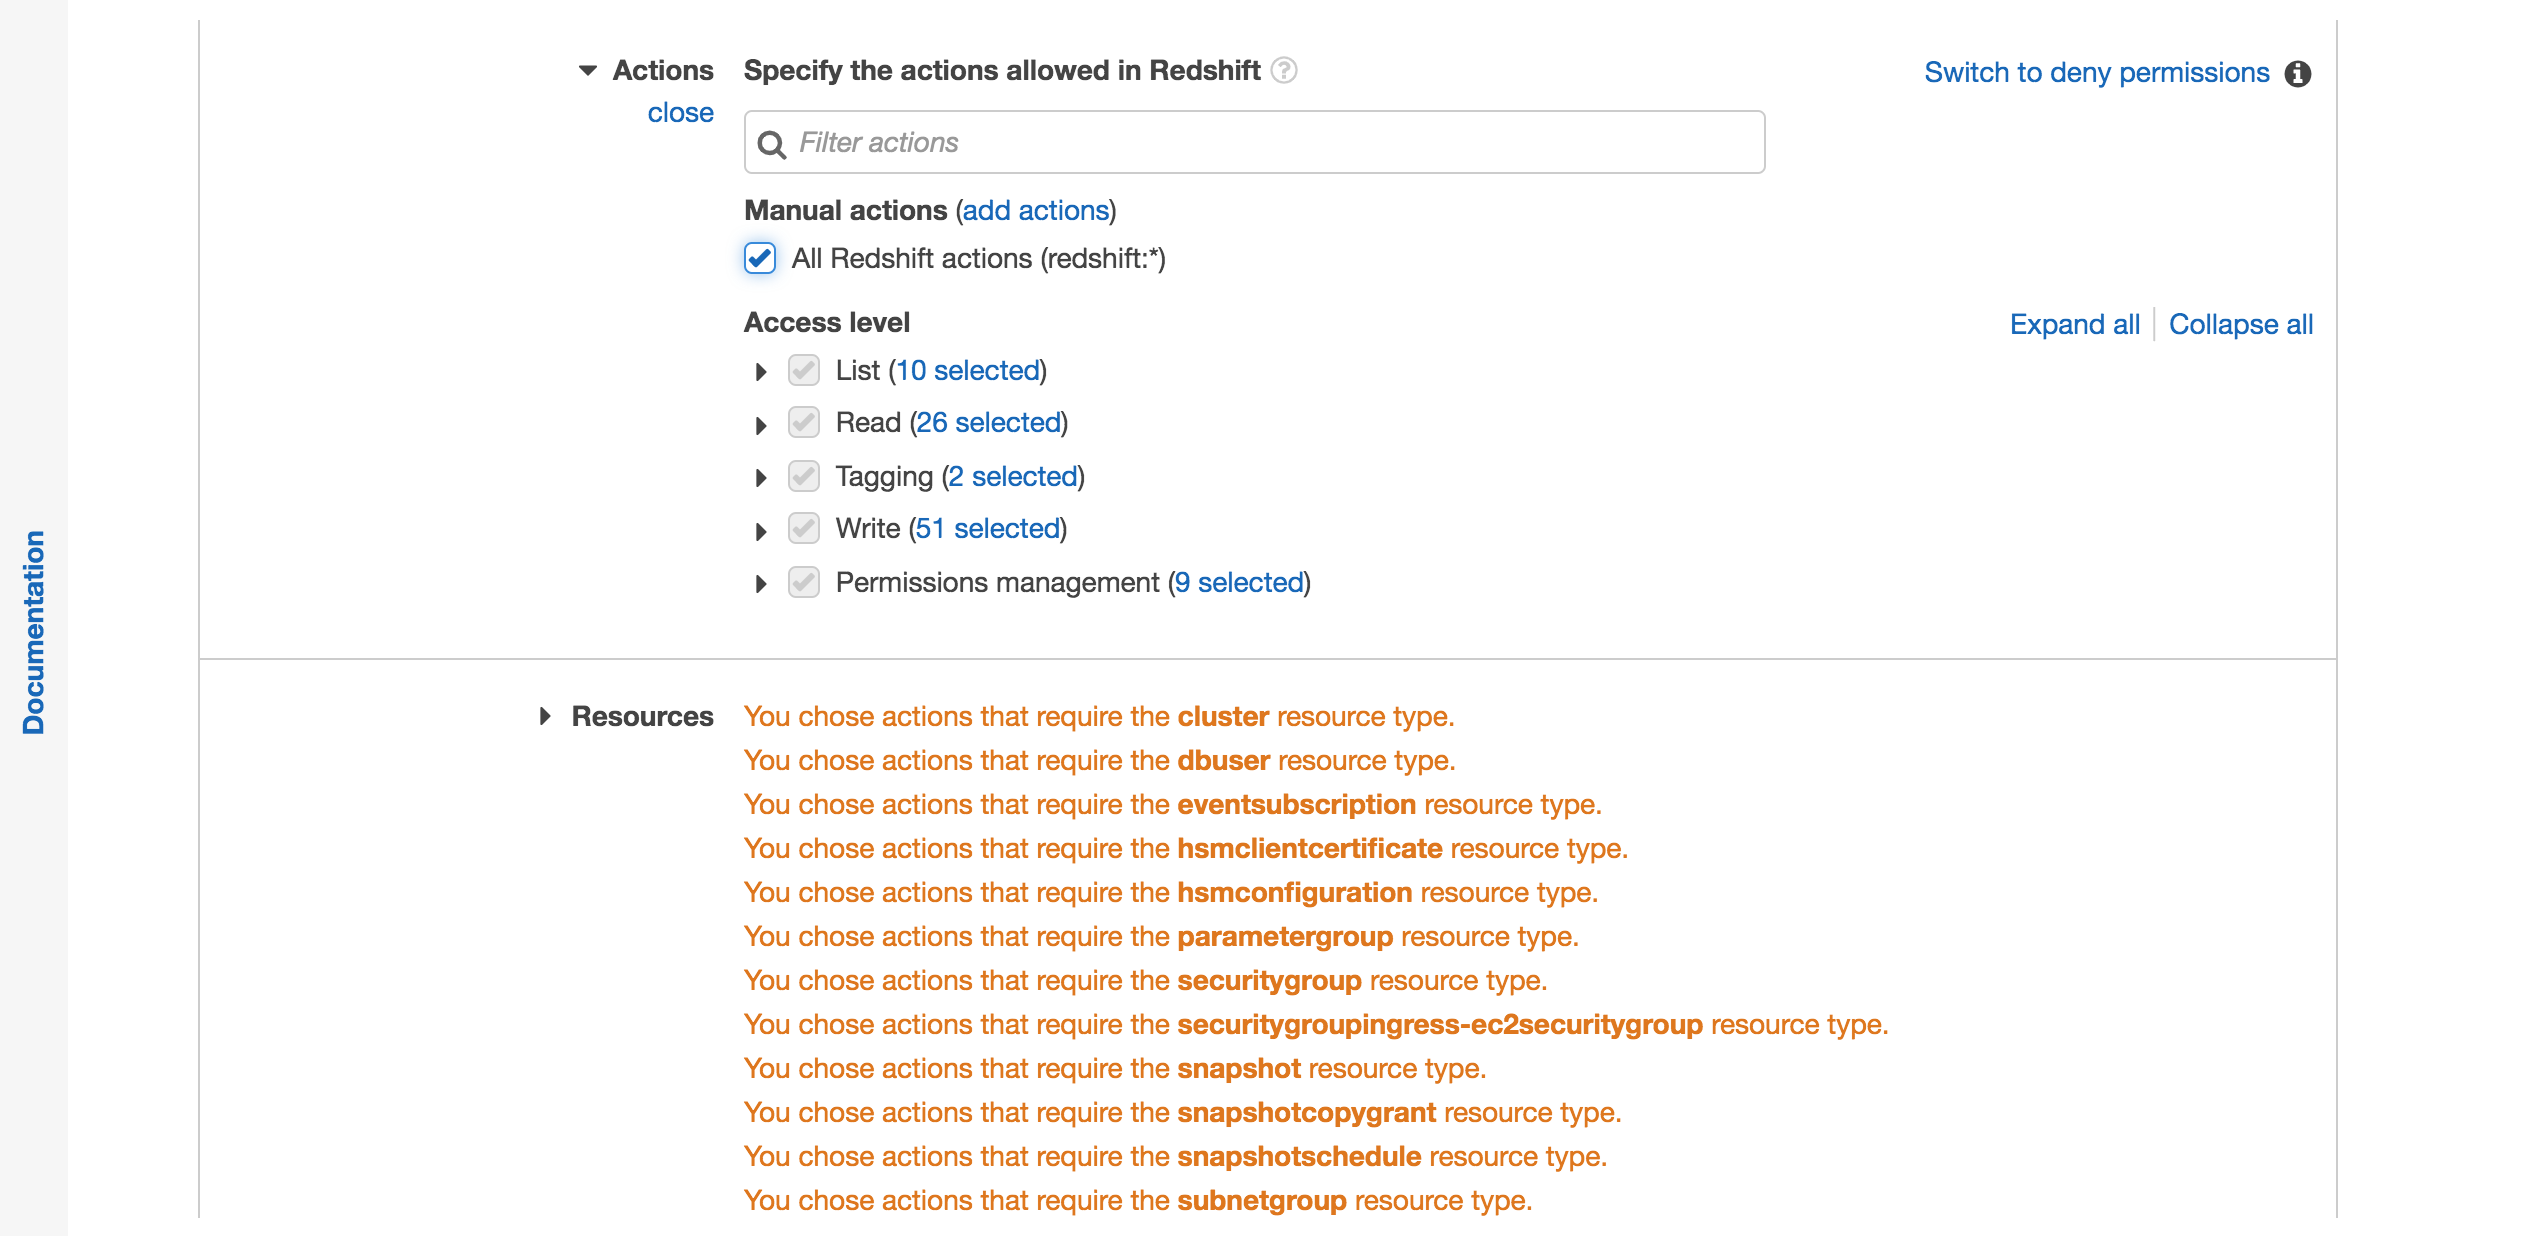 Documentation
Actions
close
Specify the actions allowed in Redshift ?
Switch to deny permissions i
Filter actions
Manual actions (add actions)
All Redshift actions (redshift:*)
Access level
Expand all | Collapse all
List (10 selected)
Read (26 selected)
Tagging (2 selected)
Write (51 selected)
Permissions management (9 selected)
Resources
You chose actions that require the cluster resource type.
You chose actions that require the dbuser resource type.
You chose actions that require the eventsubscription resource type.
You chose actions that require the hsmclientcertificate resource type.
You chose actions that require the hsmconfiguration resource type.
You chose actions that require the parametergroup resource type.
You chose actions that require the securitygroup resource type.
You chose actions that require the securitygroupingress-ec2securitygroup resource type.
You chose actions that require the snapshot resource type.
You chose actions that require the snapshotcopygrant resource type.
You chose actions that require the snapshotschedule resource type.
You chose actions that require the subnetgroup resource type.